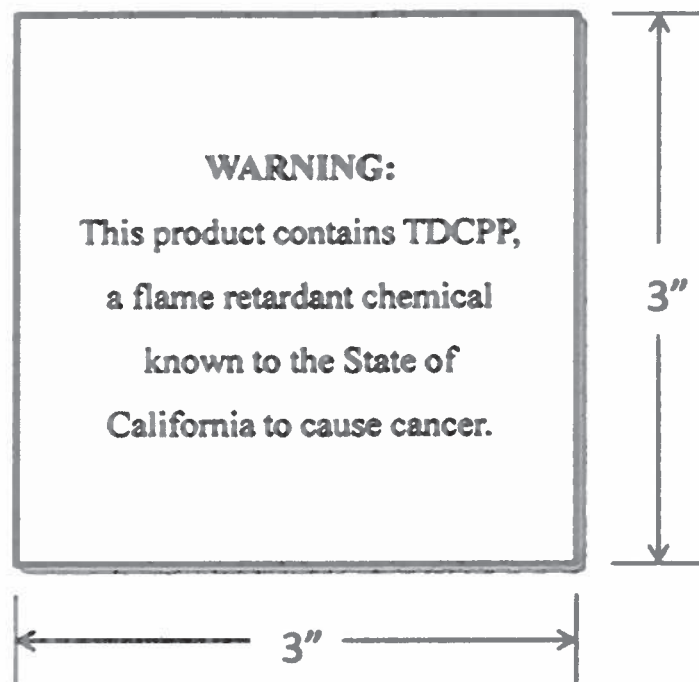 WARNING:
This product contains TDCPP,
a flame retardant chemical
known to the State of
California to cause cancer.
3"
3"